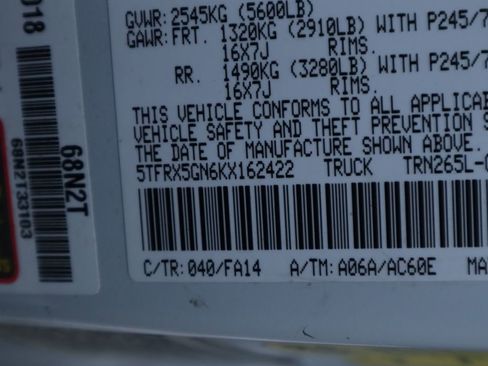 GVWR: 2545KG (5600LB)
GAWR: FRT. 1320KG (2910LB) WITH P245/7
16X7J RIMS.
RR. 1490KG (3280LB) WITH P245/7
16X7J RIMS.
THIS VEHICLE CONFORMS TO ALL APPLICAB
VEHICLE SAFETY AND THEFT PREVENTION S
THE DATE OF MANUFACTURE SHOWN ABOVE.
5TFRX5GN6KX162422 TRUCK TRN265L-C
C/TR: 040/FA14 A/TM: A06A/AC60E MA
018
68N2T
68N2T33103